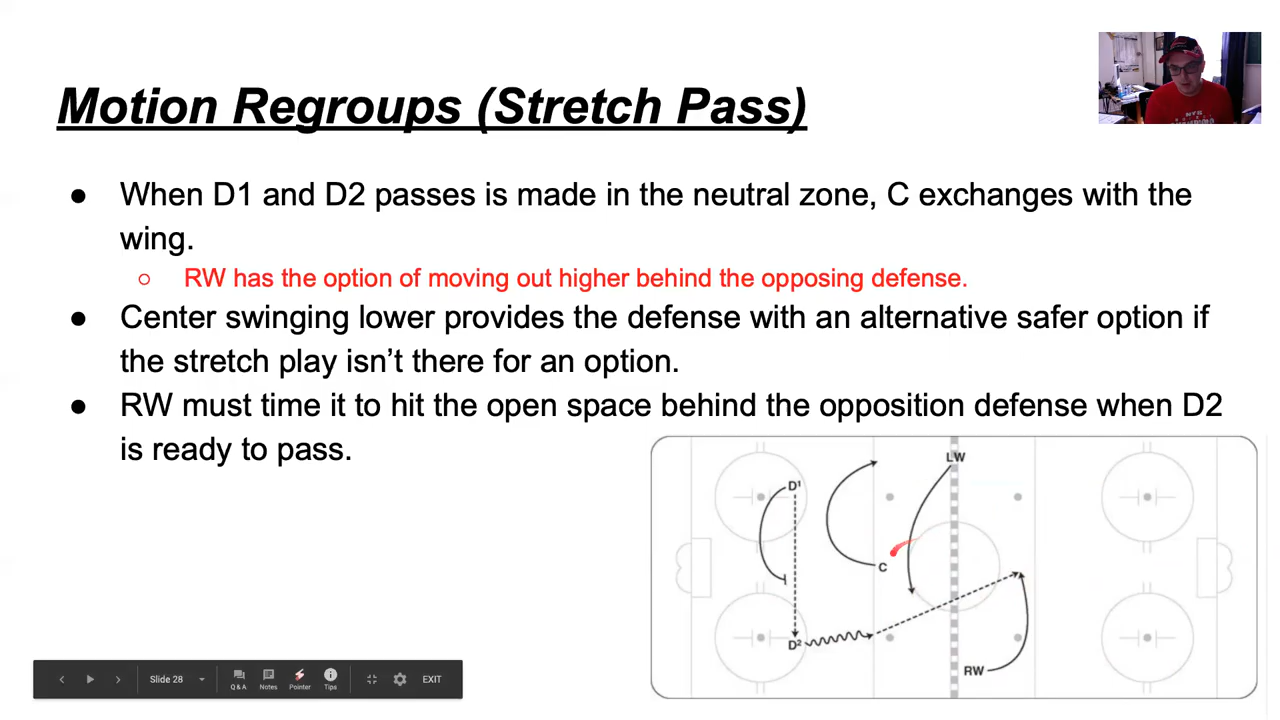 Motion Regroups (Stretch Pass)
● When D1 and D2 passes is made in the neutral zone, C exchanges with the
wing.
○ RW has the option of moving out higher behind the opposing defense.
● Center swinging lower provides the defense with an alternative safer option if
the stretch play isn’t there for an option.
● RW must time it to hit the open space behind the opposition defense when D2
is ready to pass.
LW
D¹
C
D²
RW
Slide 28
Q & A
Notes
Pointer
Tips
EXIT